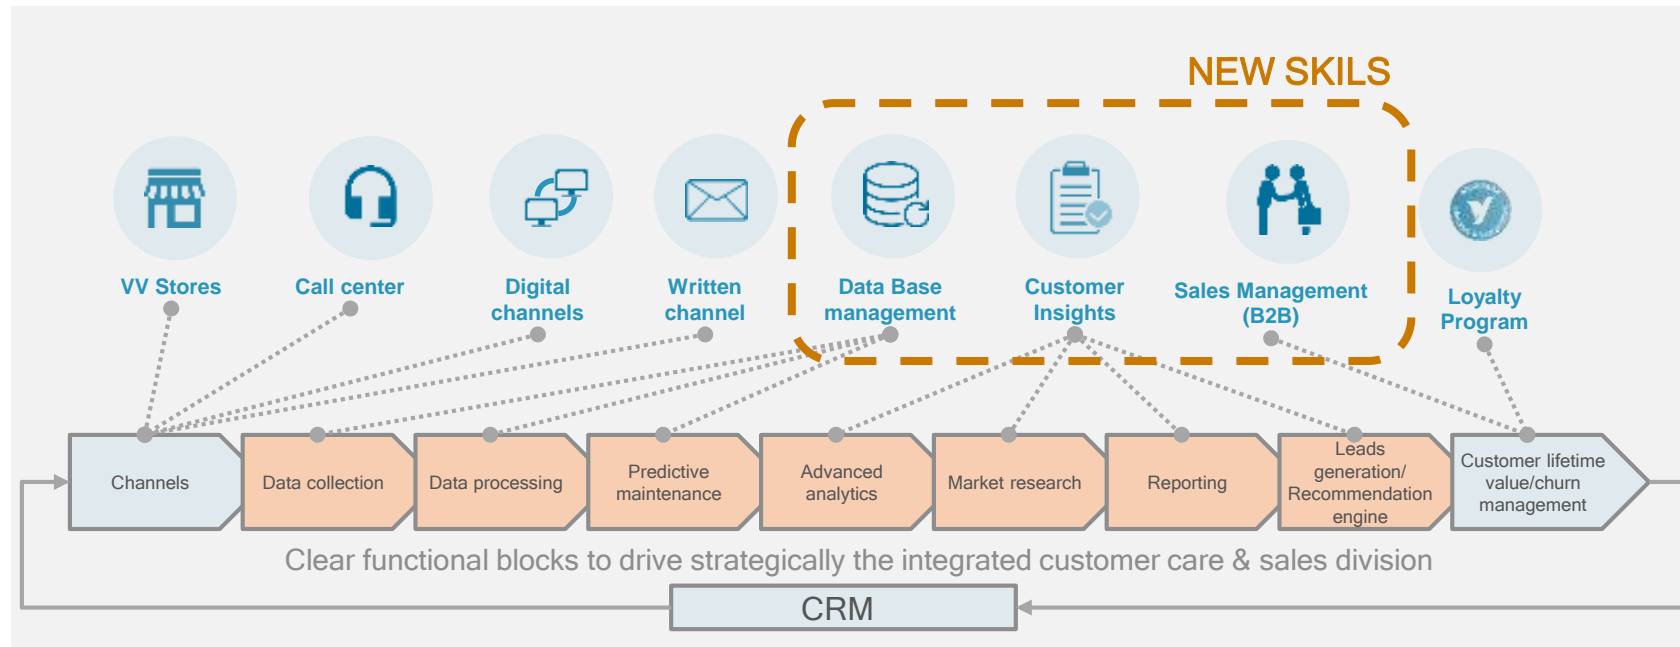 NEW SKILS
VV Stores
Call center
Digital
channels
Written
channel
Data Base
management
Customer
Insights
Sales Management
(B2B)
Loyalty
Program
Channels
Data collection
Data processing
Predictive
maintenance
Advanced
analytics
Market research
Reporting
Leads
generation/
Recommendation
engine
Customer lifetime
value/churn
management
Clear functional blocks to drive strategically the integrated customer care & sales division
CRM